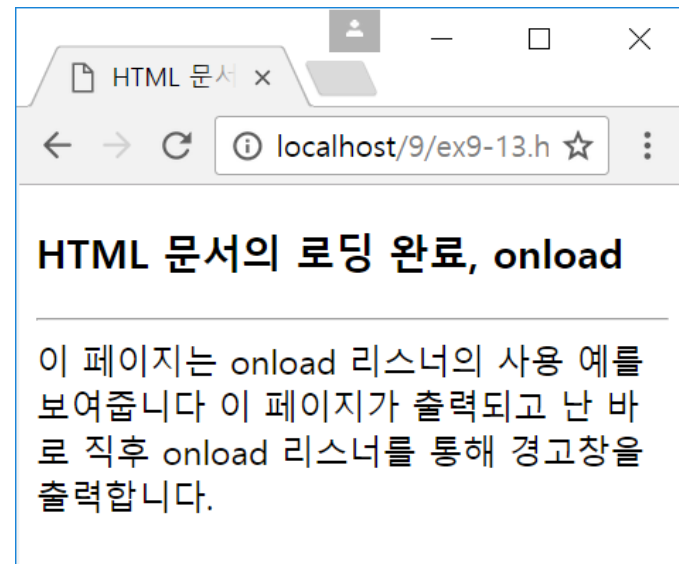 HTML 문서
localhost/9/ex9-13.h
HTML 문서의 로딩 완료, onload
이 페이지는 onload 리스너의 사용 예를
보여줍니다 이 페이지가 출력되고 난 바
로 직후 onload 리스너를 통해 경고창을
출력합니다.